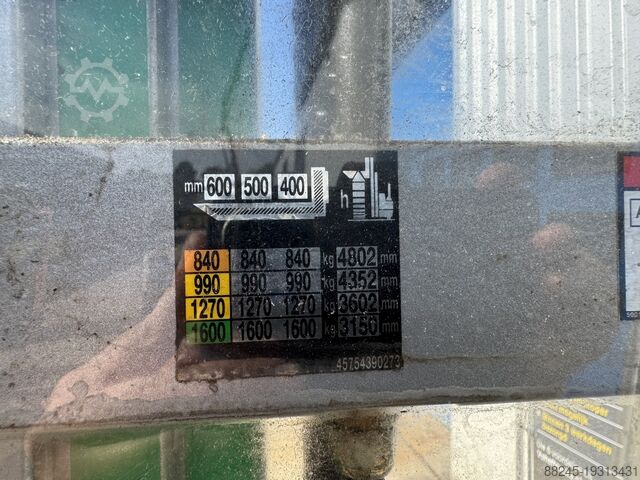 mm 600 500 400
h
840 840 840 kg 4802 mm
990 990 990 kg 4352 mm
1270 1270 1270 kg 3602 mm
1600 1600 1600 kg 3150 mm
45754390273
88245-19313431